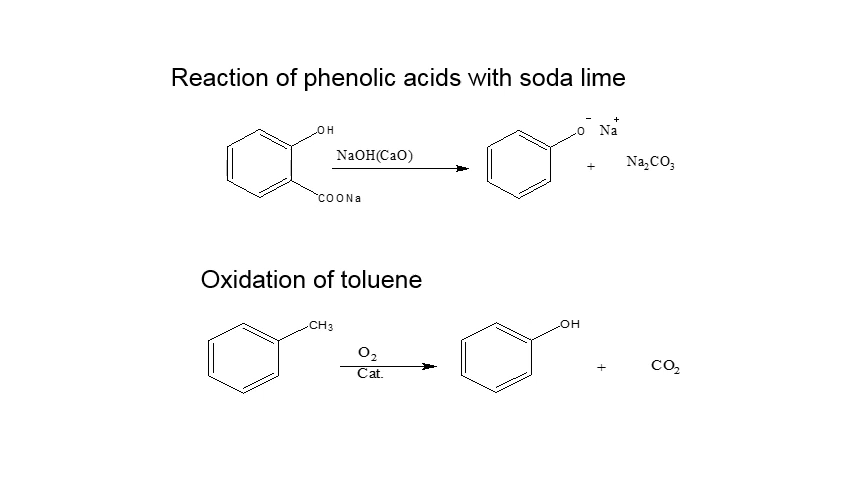 Reaction of phenolic acids with soda lime
OH
NaOH(CaO)
COONa
O⁻ Na⁺
+
Na₂CO₃
Oxidation of toluene
CH₃
O₂
Cat.
OH
+
CO₂